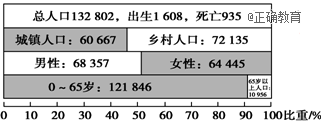 @正确教育
总人口132 802，出生1 608，死亡935
城镇人口：60 667 乡村人口：72 135
男性：68 357 女性：64 445
0～65岁：121 846 65岁以上人口：10 956
0 10 20 30 40 50 60 70 80 90 100 比重/%